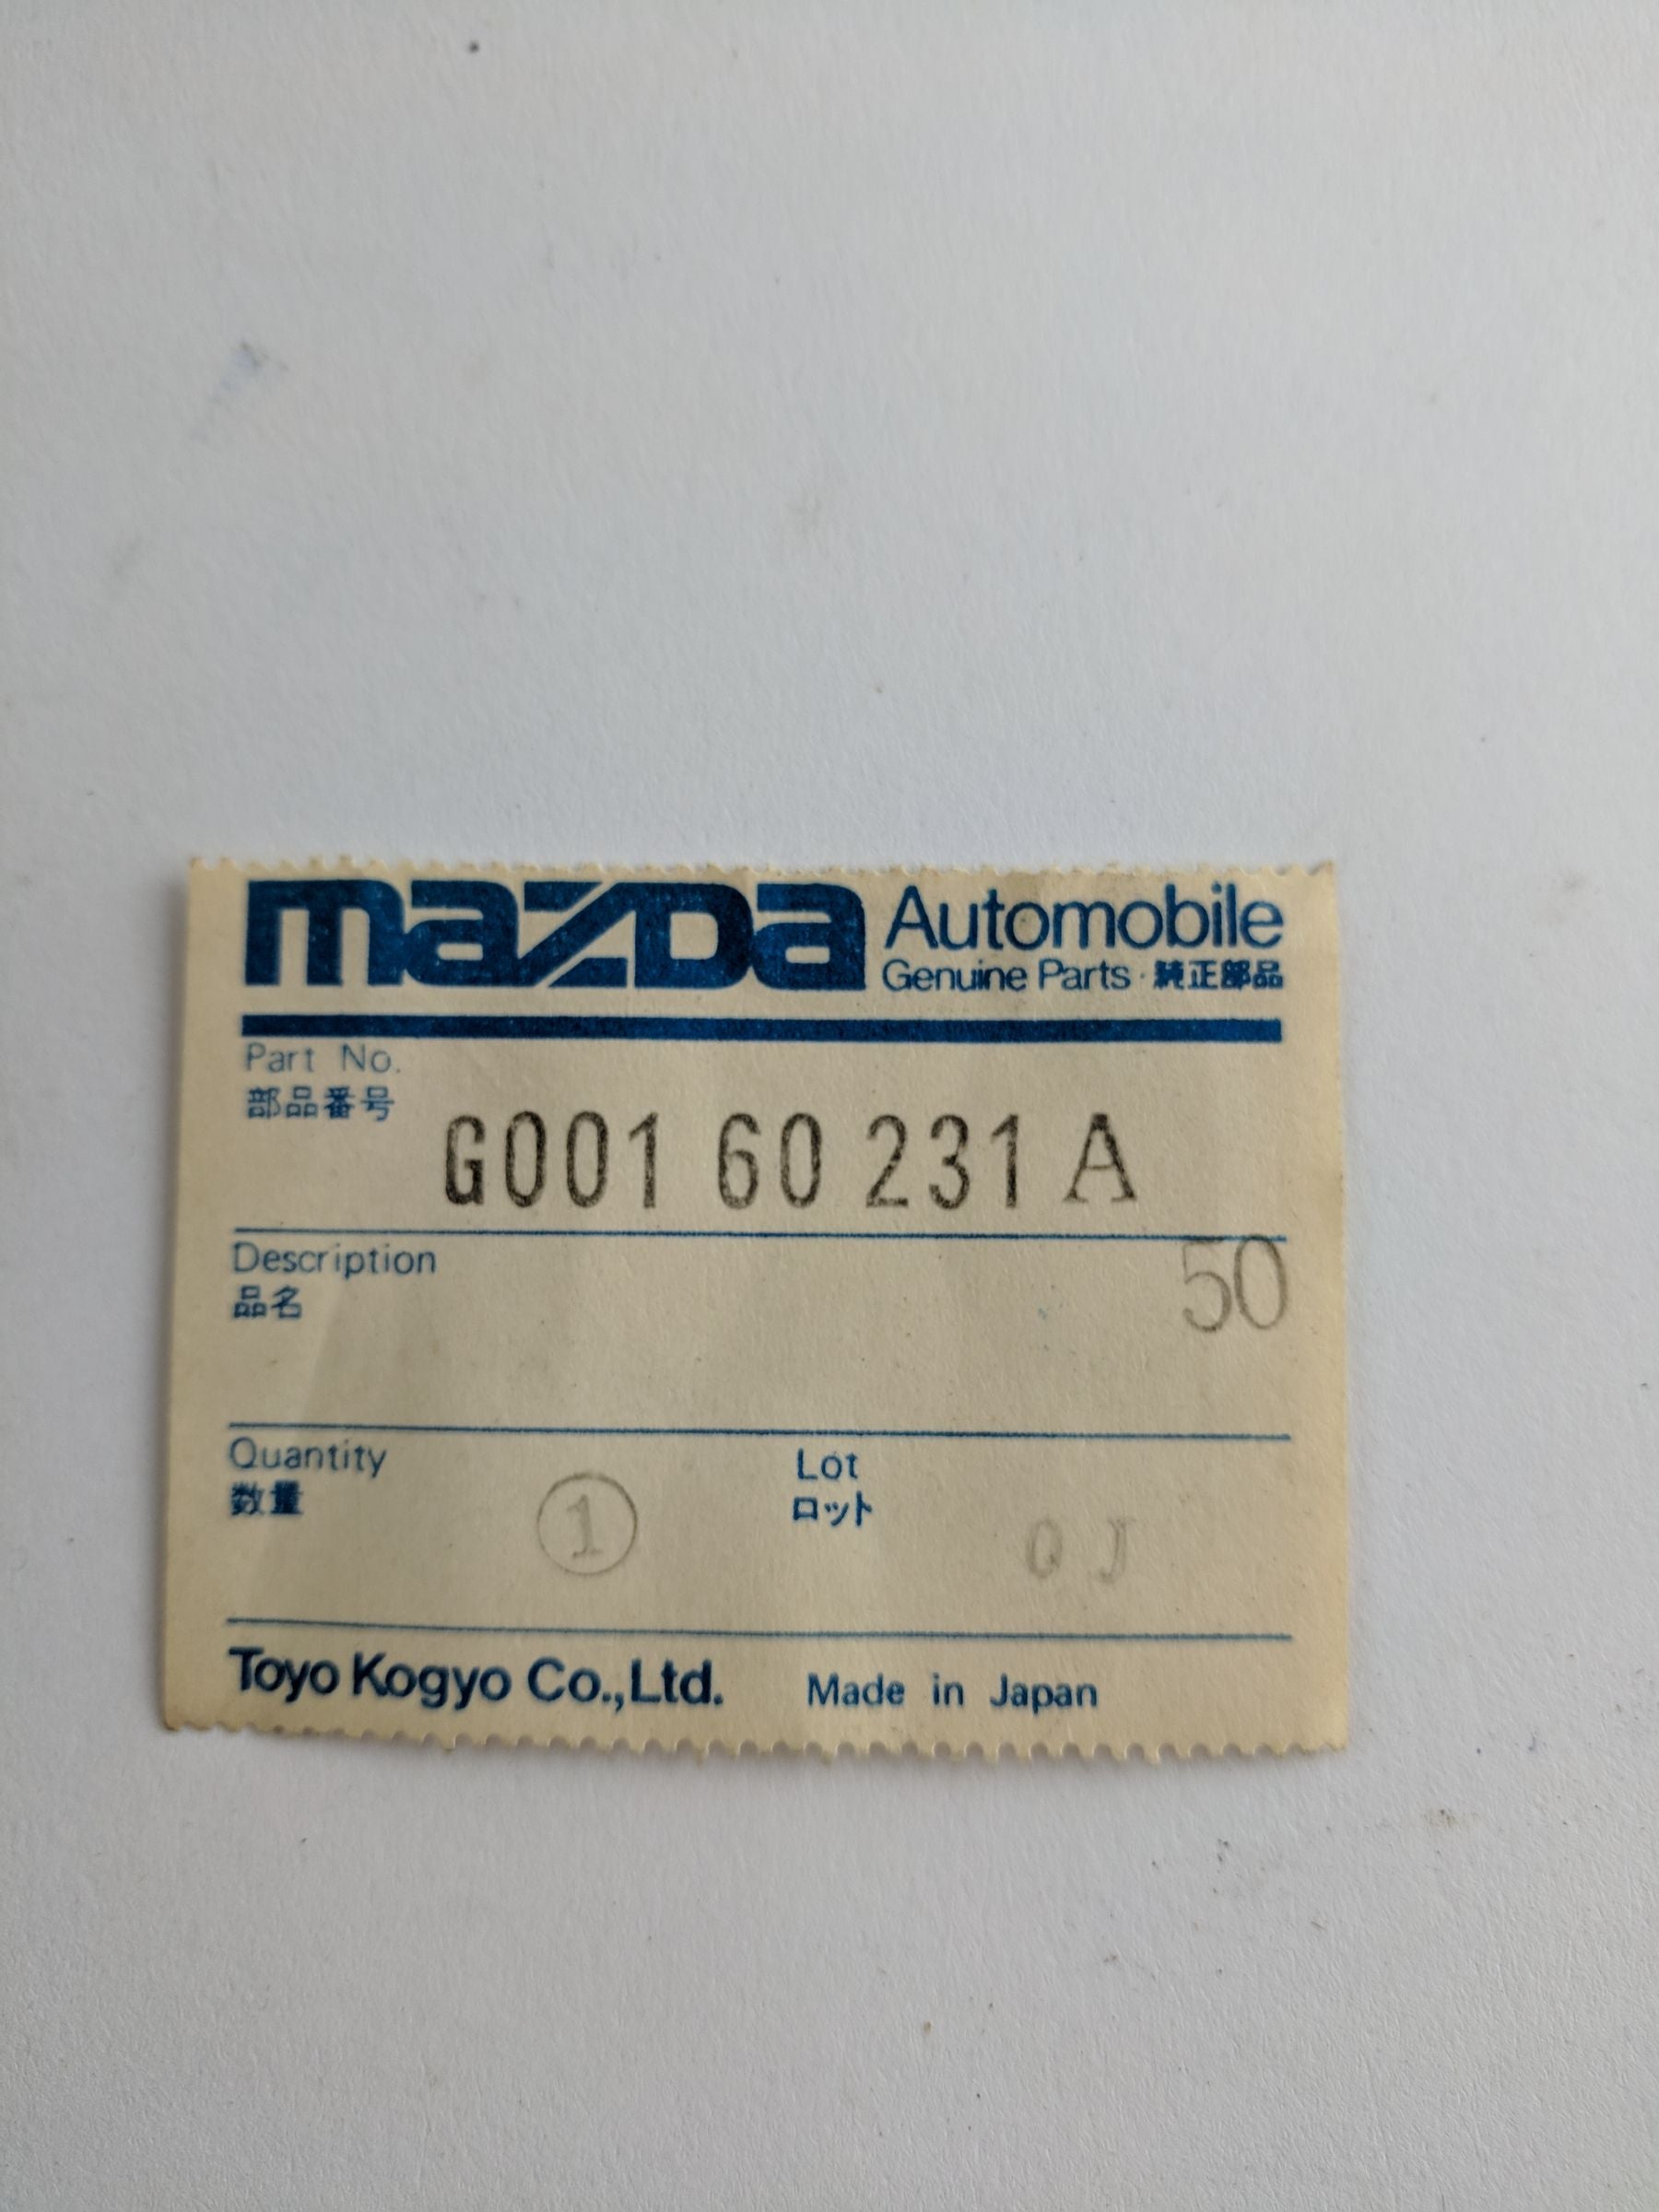 mazda Automobile
Genuine Parts · 純正部品
Part No.
部品番号
G001 60 231 A
Description
品名
50
Quantity
数量
1
Lot
ロット
QJ
Toyo Kogyo Co.,Ltd. Made in Japan